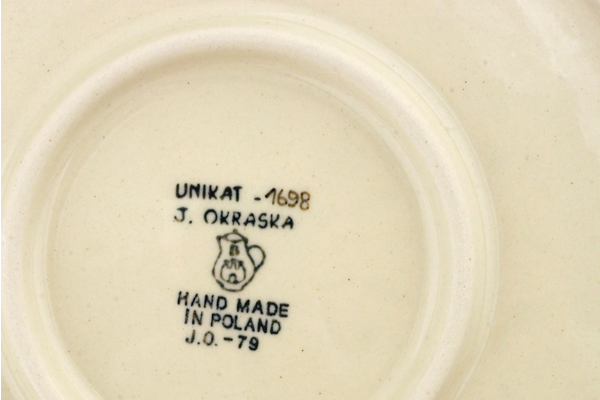 UNIKAT - 1698
J. OKRASKA
B
HAND MADE
IN POLAND
J.O. - 79